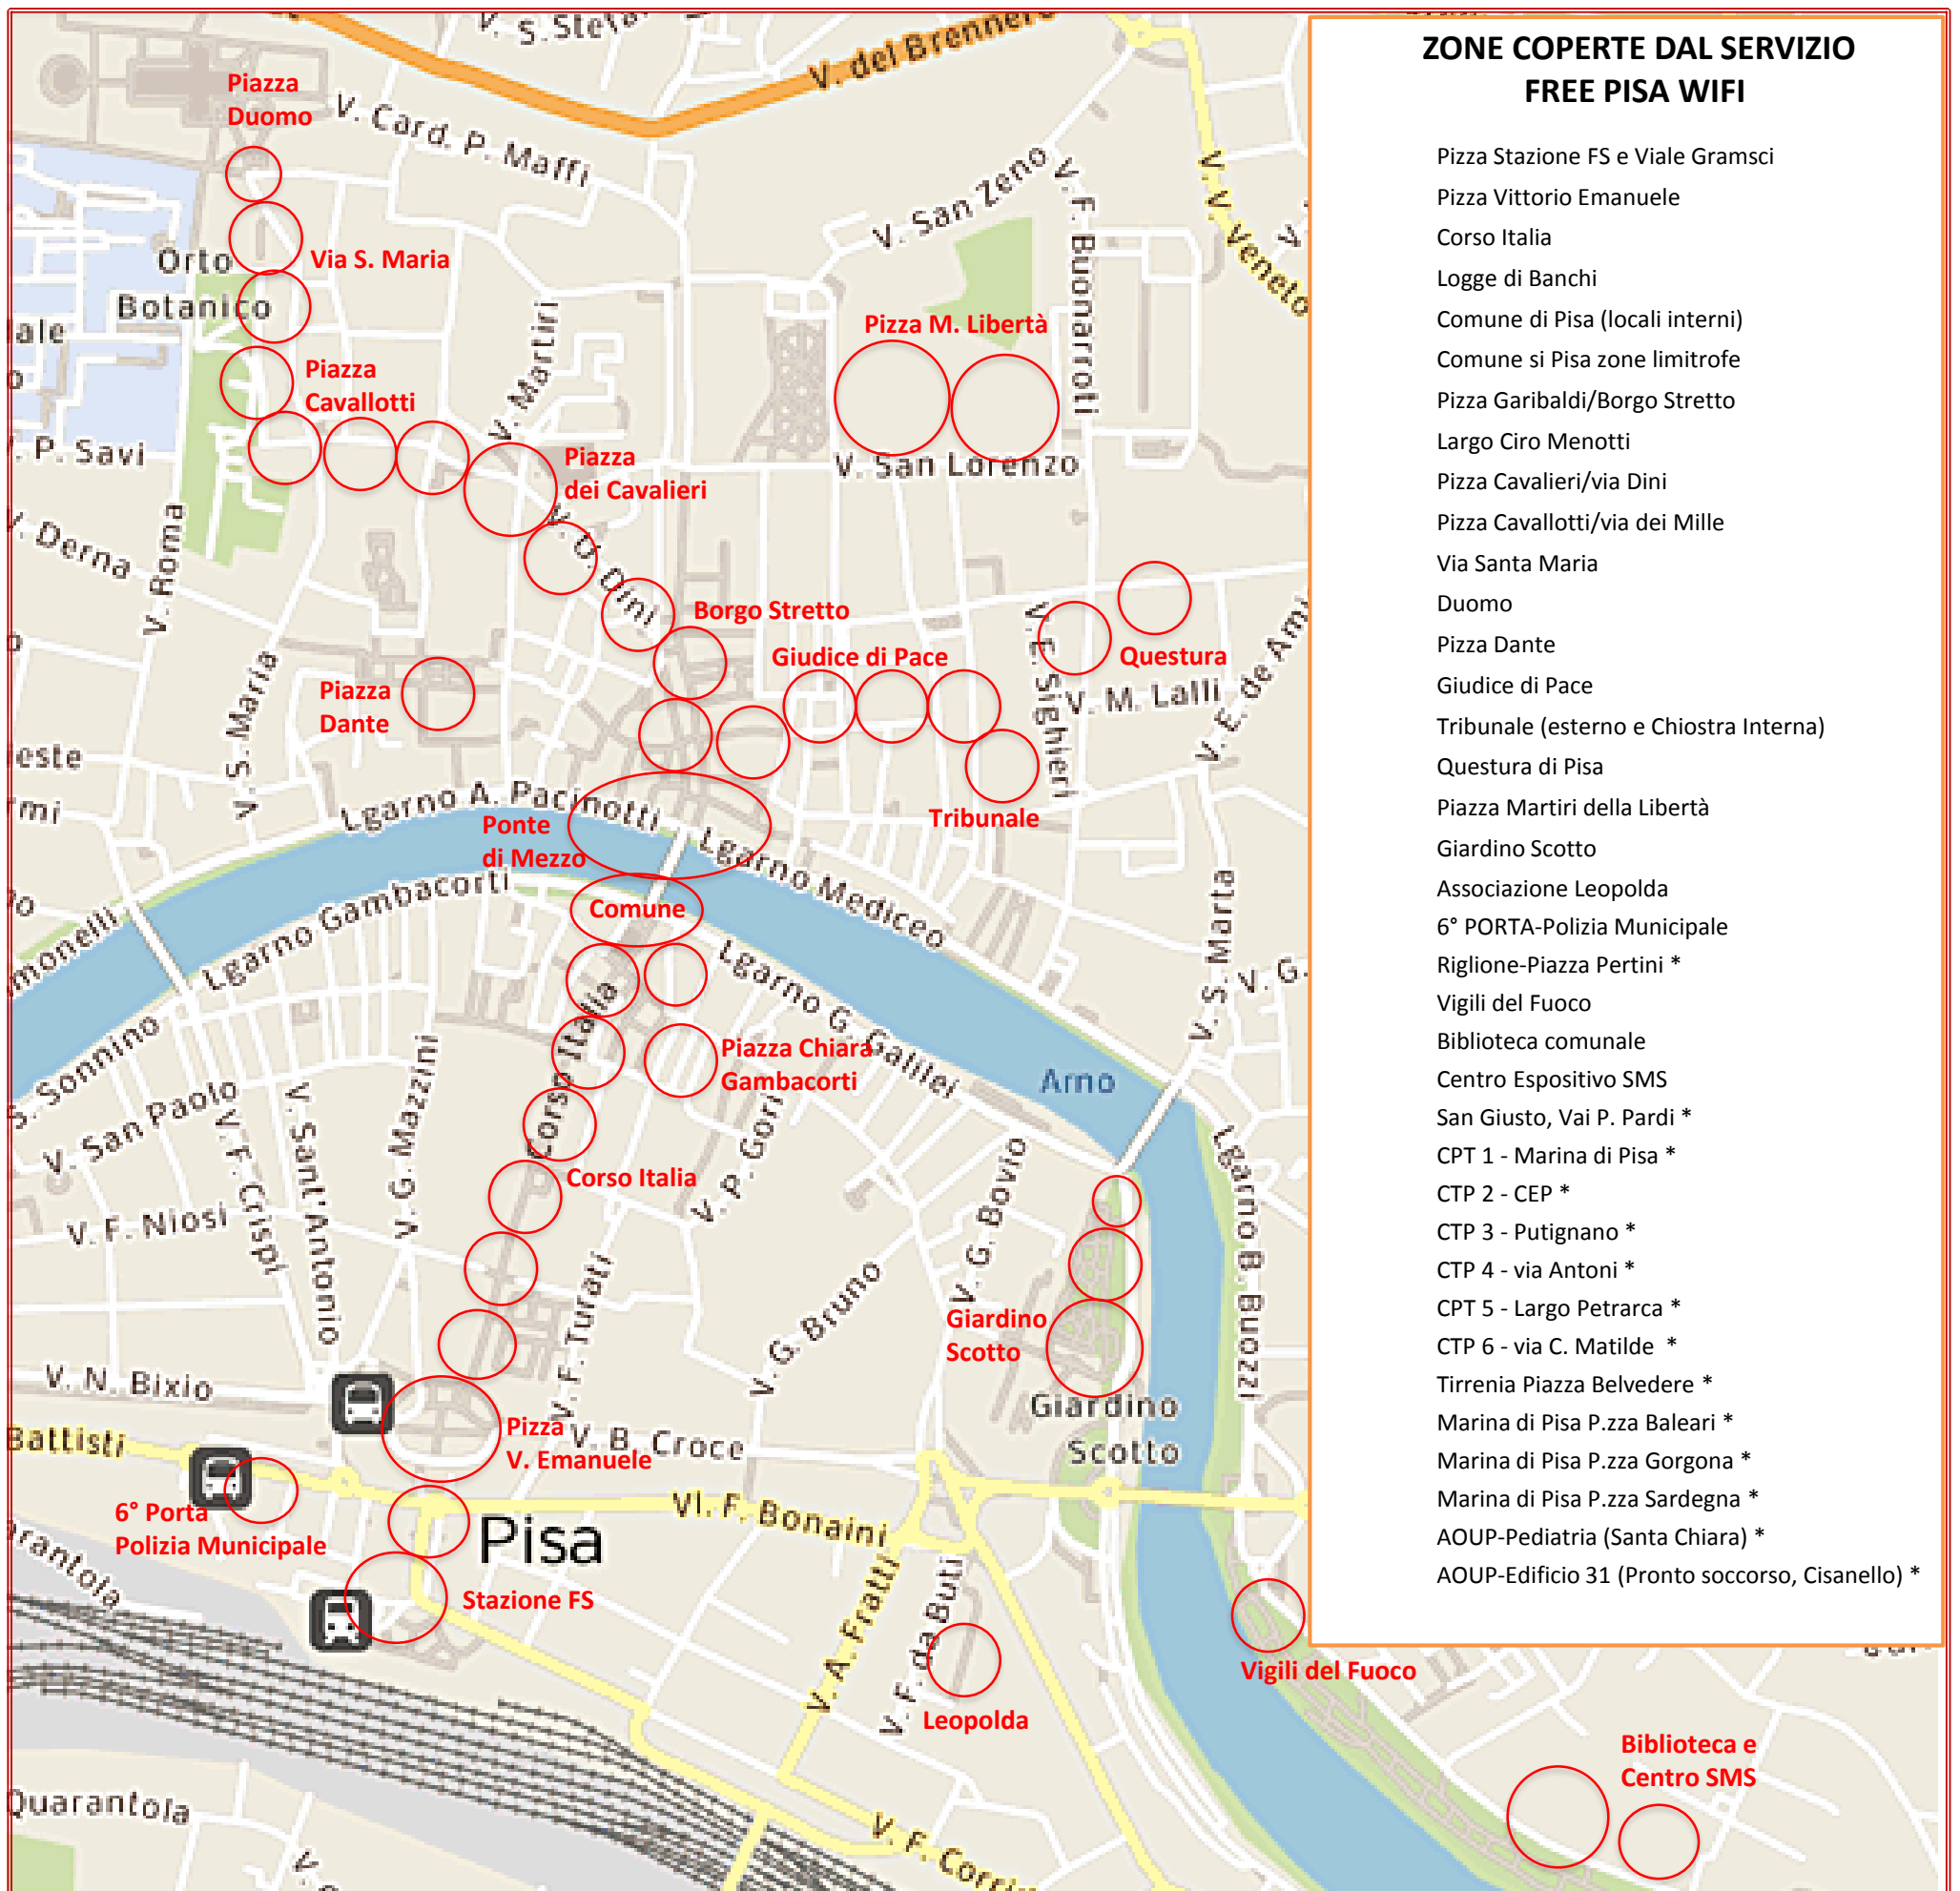 V. del Brennero
ZONE COPERTE DAL SERVIZIO
FREE PISA WIFI
Pizza Stazione FS e Viale Gramsci
Pizza Vittorio Emanuele
Corso Italia
Logge di Banchi
Comune di Pisa (locali interni)
Comune si Pisa zone limitrofe
Pizza Garibaldi/Borgo Stretto
Largo Ciro Menotti
Pizza Cavalieri/via Dini
Pizza Cavallotti/via dei Mille
Via Santa Maria
Duomo
Pizza Dante
Giudice di Pace
Tribunale (esterno e Chiostra Interna)
Questura di Pisa
Piazza Martiri della Libertà
Giardino Scotto
Associazione Leopolda
6° PORTA-Polizia Municipale
Riglione-Piazza Pertini *
Vigili del Fuoco
Biblioteca comunale
Centro Espositivo SMS
San Giusto, Vai P. Pardi *
CPT 1 - Marina di Pisa *
CTP 2 - CEP *
CTP 3 - Putignano *
CTP 4 - via Antoni *
CPT 5 - Largo Petrarca *
CTP 6 - via C. Matilde *
Tirrenia Piazza Belvedere *
Marina di Pisa P.zza Baleari *
Marina di Pisa P.zza Gorgona *
Marina di Pisa P.zza Sardegna *
AOUP-Pediatria (Santa Chiara) *
AOUP-Edificio 31 (Pronto soccorso, Cisanello) *
Piazza
Duomo
V. Card. P. Maffi
V. San Zeno
V. F. Buonarroti
V. V. Veneto
Orto
Botanico
Via S. Maria
V. Martiri
Pizza M. Libertà
Piazza
Cavallotti
. P. Savi
V. San Lorenzo
Piazza
dei Cavalieri
V. Derna
V. Roma
V. U. Dini
Borgo Stretto
Giudice di Pace
Questura
V. E. Sighieri
V. M. Lalli
V. E. de Am
V. S. Maria
Piazza
Dante
este
rmi
Lgarno A. Pacinotti
Ponte
di Mezzo
Tribunale
Lgarno Mediceo
Comune
Lgarno Gambacorti
monelli
V. S. Marta
V. G.
Lgarno G. Galilei
S. Sonnino
Corso Italia
Piazza Chiara
Gambacorti
Arno
V. San Paolo
V. F. Crispi
V. Sant'Antonio
V. G. Mazzini
V. P. Gori
Corso Italia
V. G. Bovio
Lgarno B. Buozzi
V. F. Niosi
V. F. Turati
V. G. Bruno
Giardino
Scotto
V. N. Bixio
Giardino
Scotto
Battisti
Pizza
V. Emanuele
V. B. Croce
6° Porta
Polizia Municipale
Vl. F. Bonaini
Pisa
arantola
Stazione FS
V. A. Fratti
V. F. da Buti
Leopolda
Vigili del Fuoco
Biblioteca e
Centro SMS
Quarantola
V. F. Corri